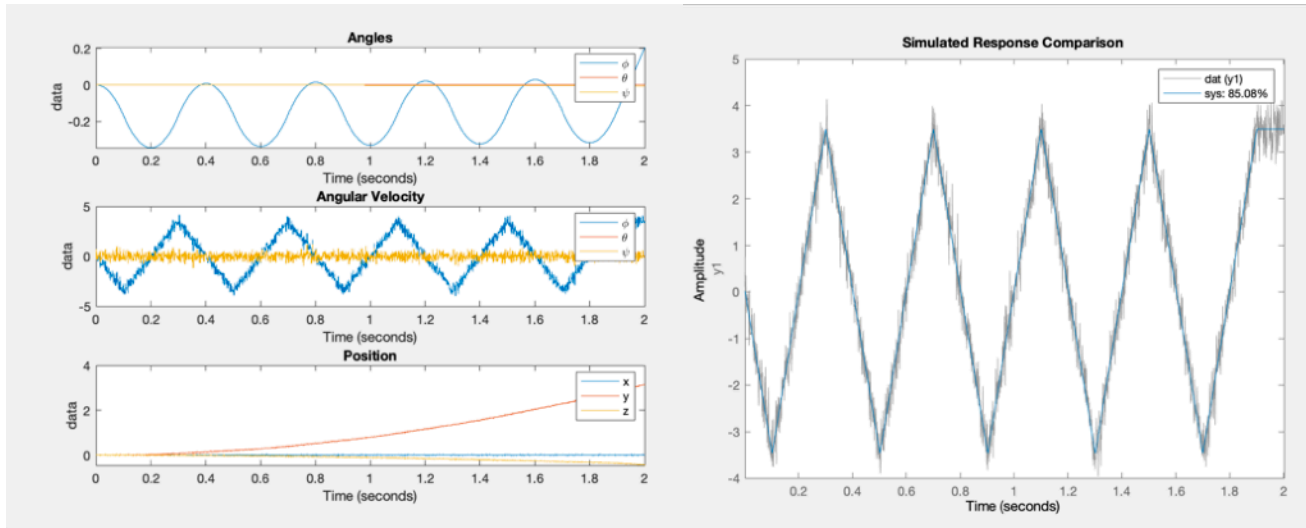 Angles
data
0.2
0
-0.2
ϕ
θ
ψ
0 0.2 0.4 0.6 0.8 1 1.2 1.4 1.6 1.8 2
Time (seconds)
Angular Velocity
data
5
0
-5
ϕ
θ
ψ
0 0.2 0.4 0.6 0.8 1 1.2 1.4 1.6 1.8 2
Time (seconds)
Position
data
4
2
0
x
y
z
0 0.2 0.4 0.6 0.8 1 1.2 1.4 1.6 1.8 2
Time (seconds)
Simulated Response Comparison
Amplitude
y1
5
4
3
2
1
0
-1
-2
-3
-4
dat (y1)
sys: 85.08%
0.2 0.4 0.6 0.8 1 1.2 1.4 1.6 1.8 2
Time (seconds)